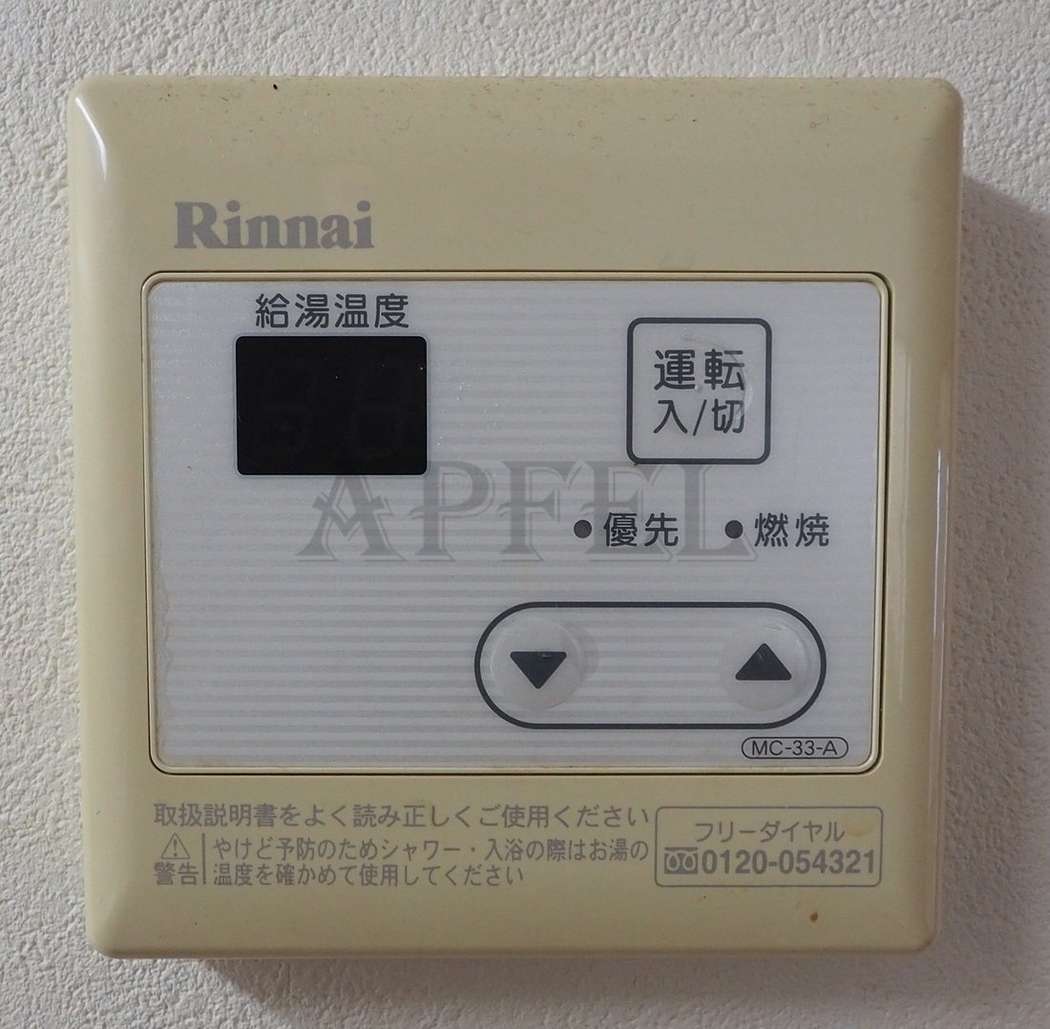 Rinnai
給湯温度
運転
入/切
APFEL
優先
燃焼
MC-33-A
取扱説明書をよく読み正しくご使用ください
警告
やけど予防のためシャワー・入浴の際はお湯の
温度を確かめて使用してください
フリーダイヤル
0120-054321